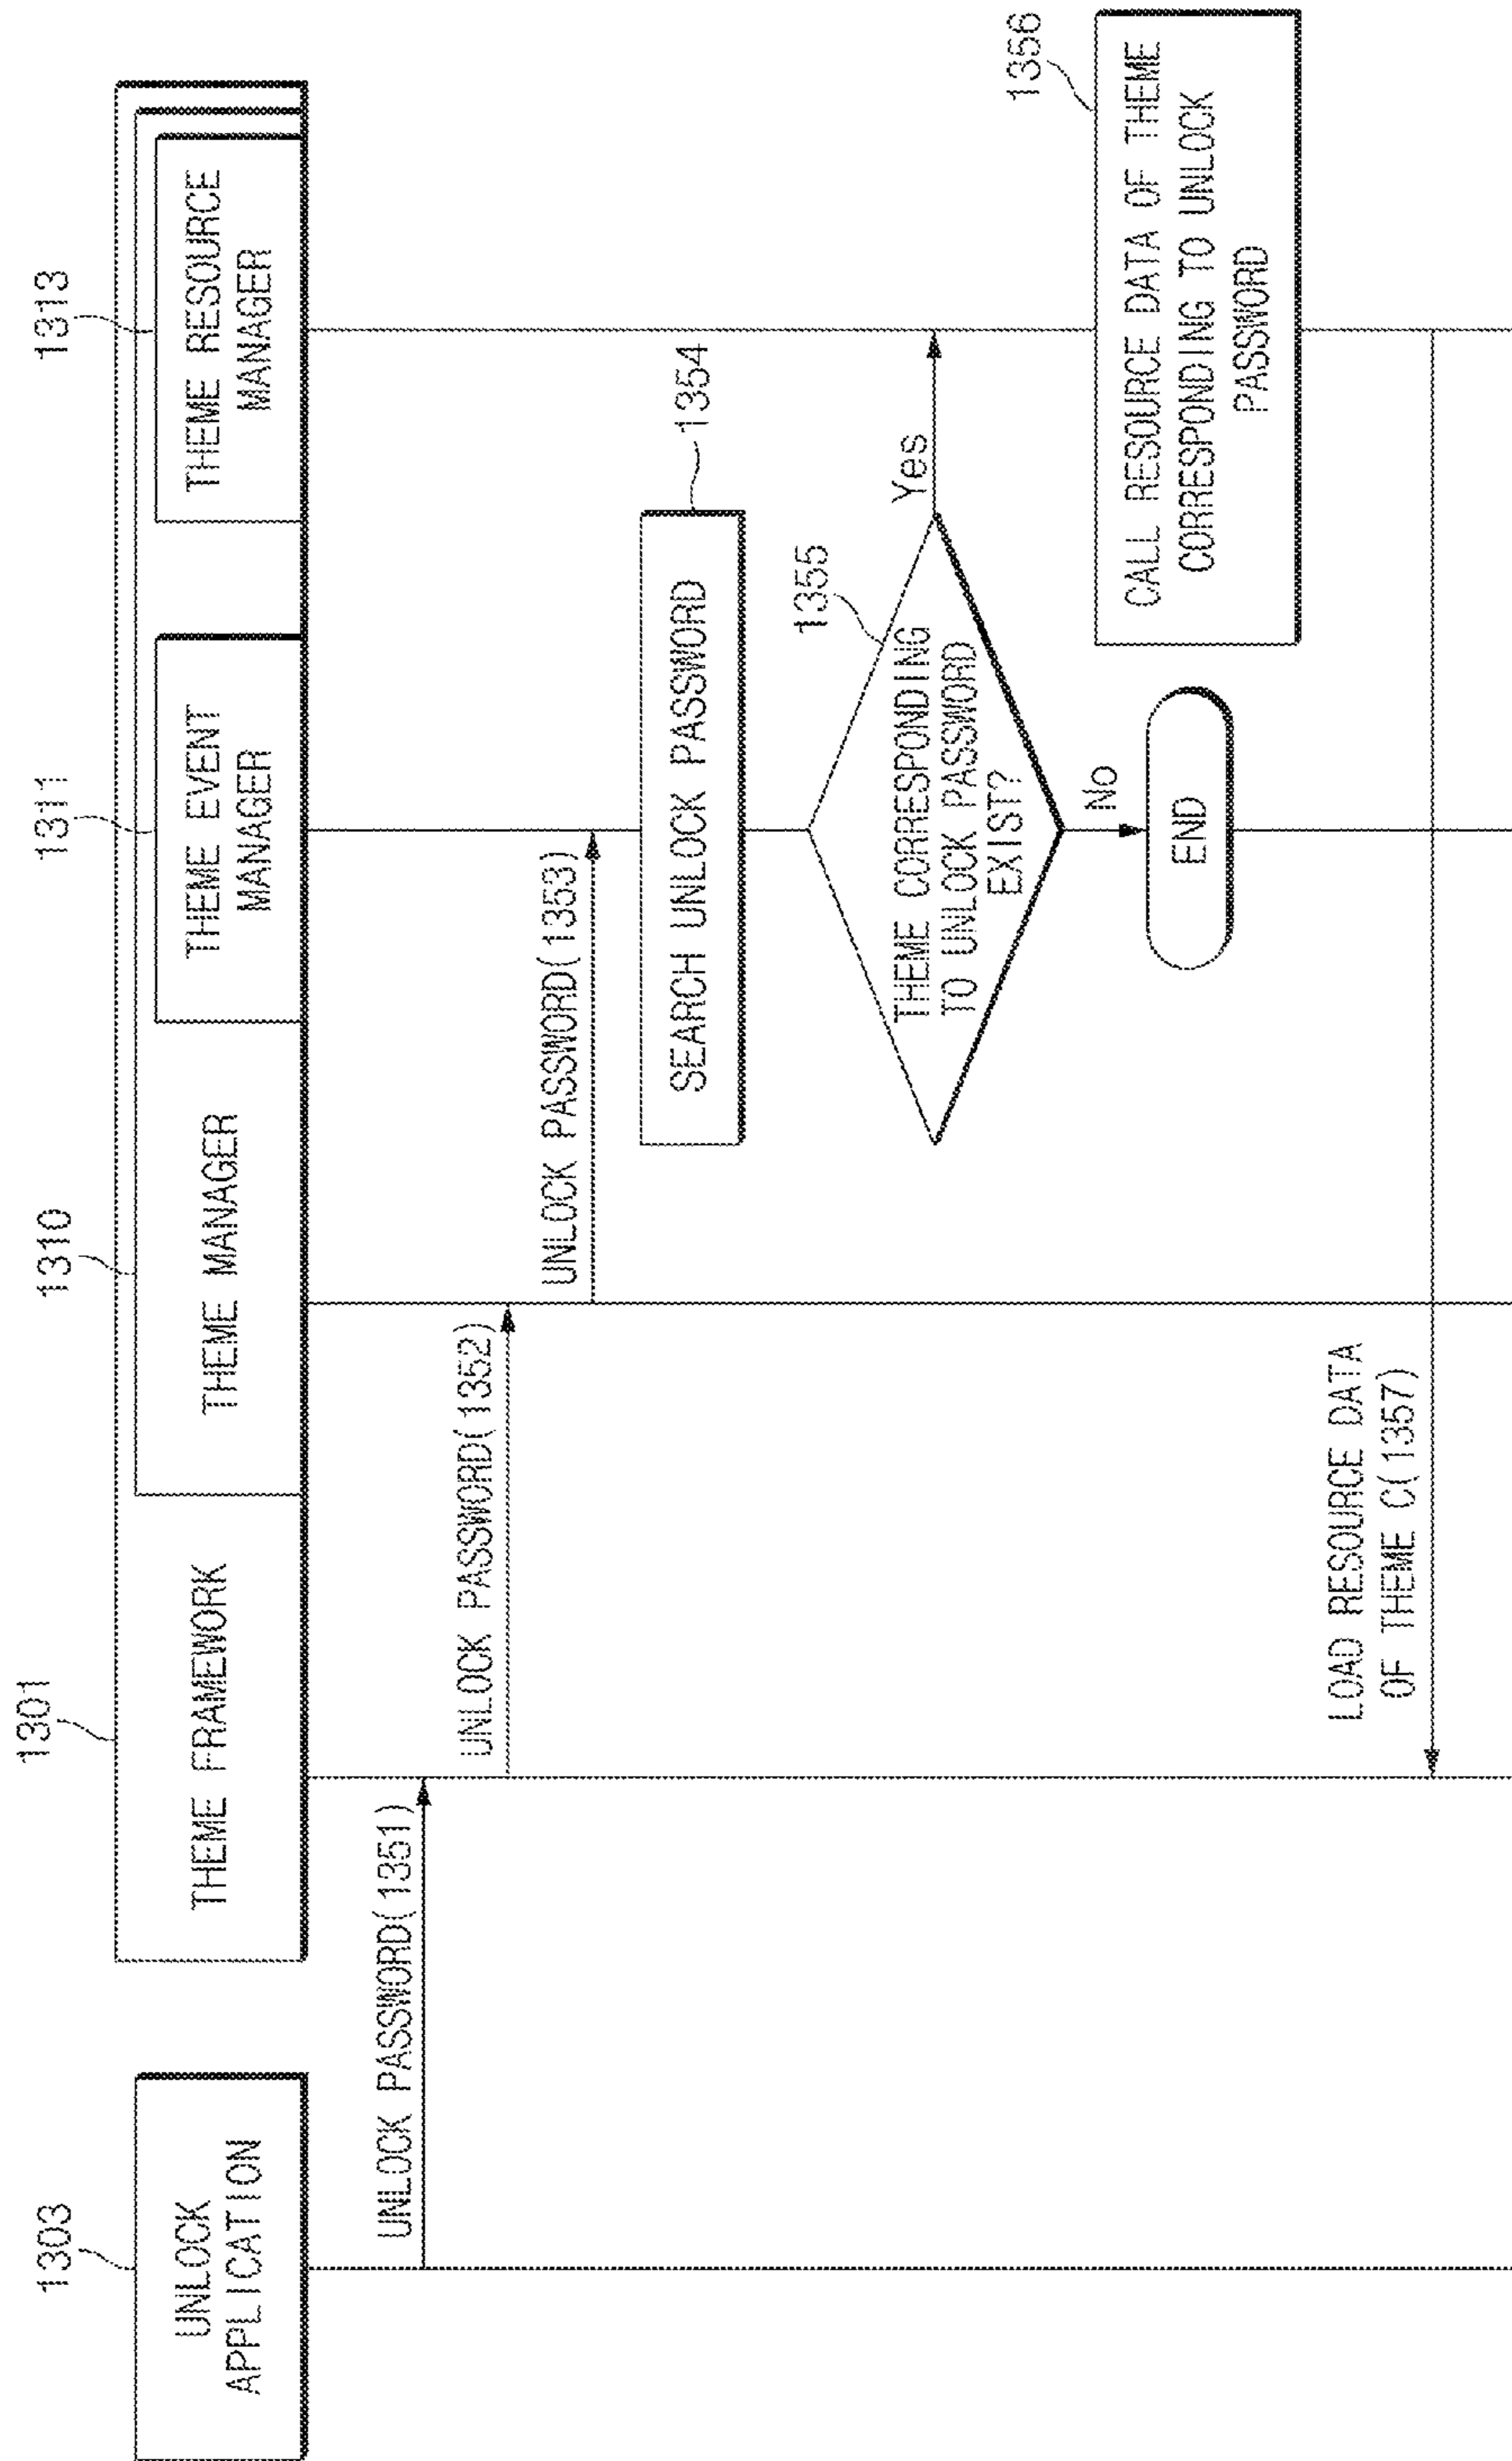 1303
UNLOCK
APPLICATION
1301
THEME FRAMEWORK
1310
THEME MANAGER
1311
THEME EVENT
MANAGER
1313
THEME RESOURCE
MANAGER
UNLOCK PASSWORD(1351)
UNLOCK PASSWORD(1352)
UNLOCK PASSWORD(1353)
1354
SEARCH UNLOCK PASSWORD
1355
THEME CORRESPONDING
TO UNLOCK PASSWORD
EXIST?
Yes
No
END
1356
CALL RESOURCE DATA OF THEME
CORRESPONDING TO UNLOCK
PASSWORD
LOAD RESOURCE DATA
OF THEME C(1357)